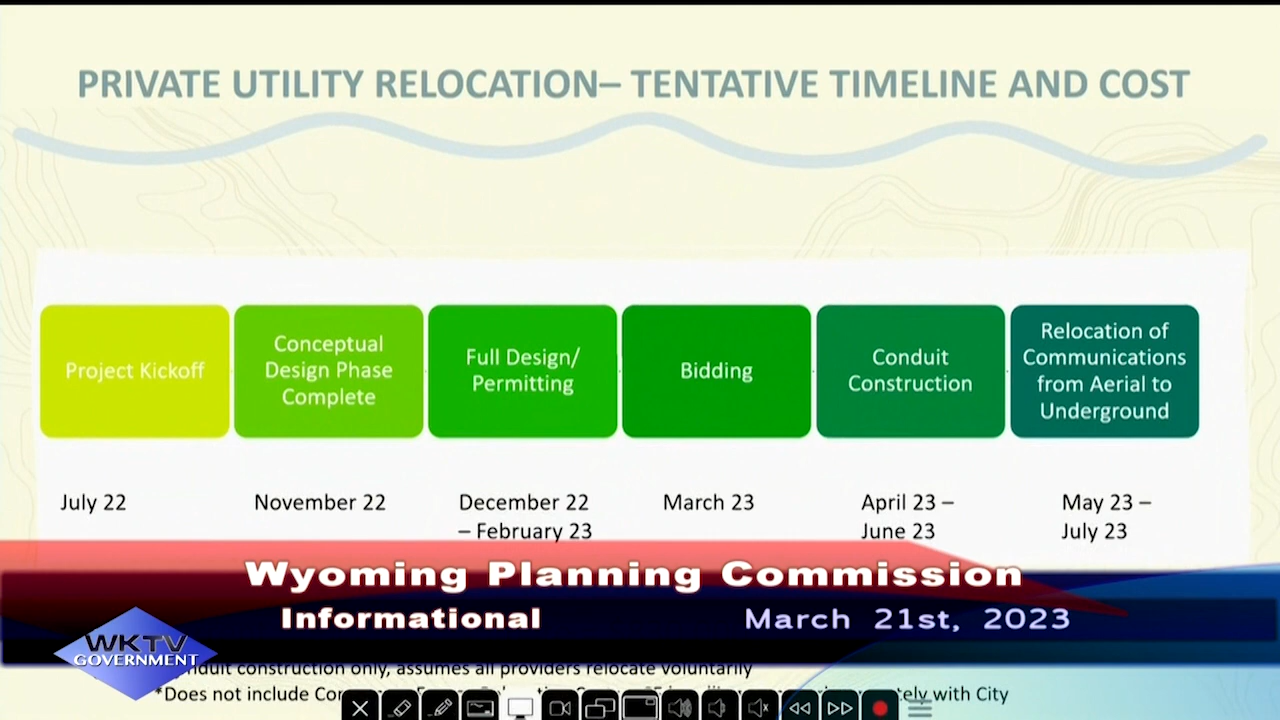 PRIVATE UTILITY RELOCATION– TENTATIVE TIMELINE AND COST
Project Kickoff
Conceptual
Design Phase
Complete
Full Design/
Permitting
Bidding
Conduit
Construction
Relocation of
Communications
from Aerial to
Underground
July 22
November 22
December 22
– February 23
March 23
April 23 –
June 23
May 23 –
July 23
Wyoming Planning Commission
Informational
March 21st, 2023
WKTV
GOVERNMENT
construction only, assumes all providers relocate voluntarily
*Does not include
with City